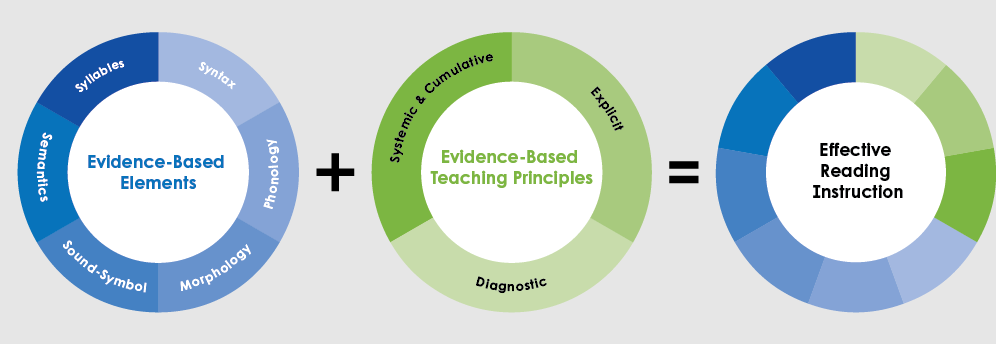 Syllables
Syntax
Semantics
Phonology
Sound-Symbol
Morphology
Evidence-Based
Elements
+
Systemic & Cumulative
Explicit
Diagnostic
Evidence-Based
Teaching Principles
=
Effective
Reading
Instruction